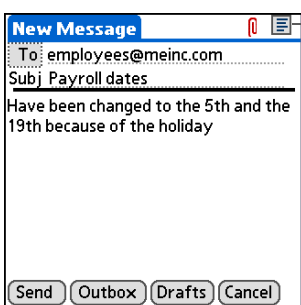 New Message
To employees@meinc.com
Subj Payroll dates
Have been changed to the 5th and the
19th because of the holiday
Send Outbox Drafts Cancel